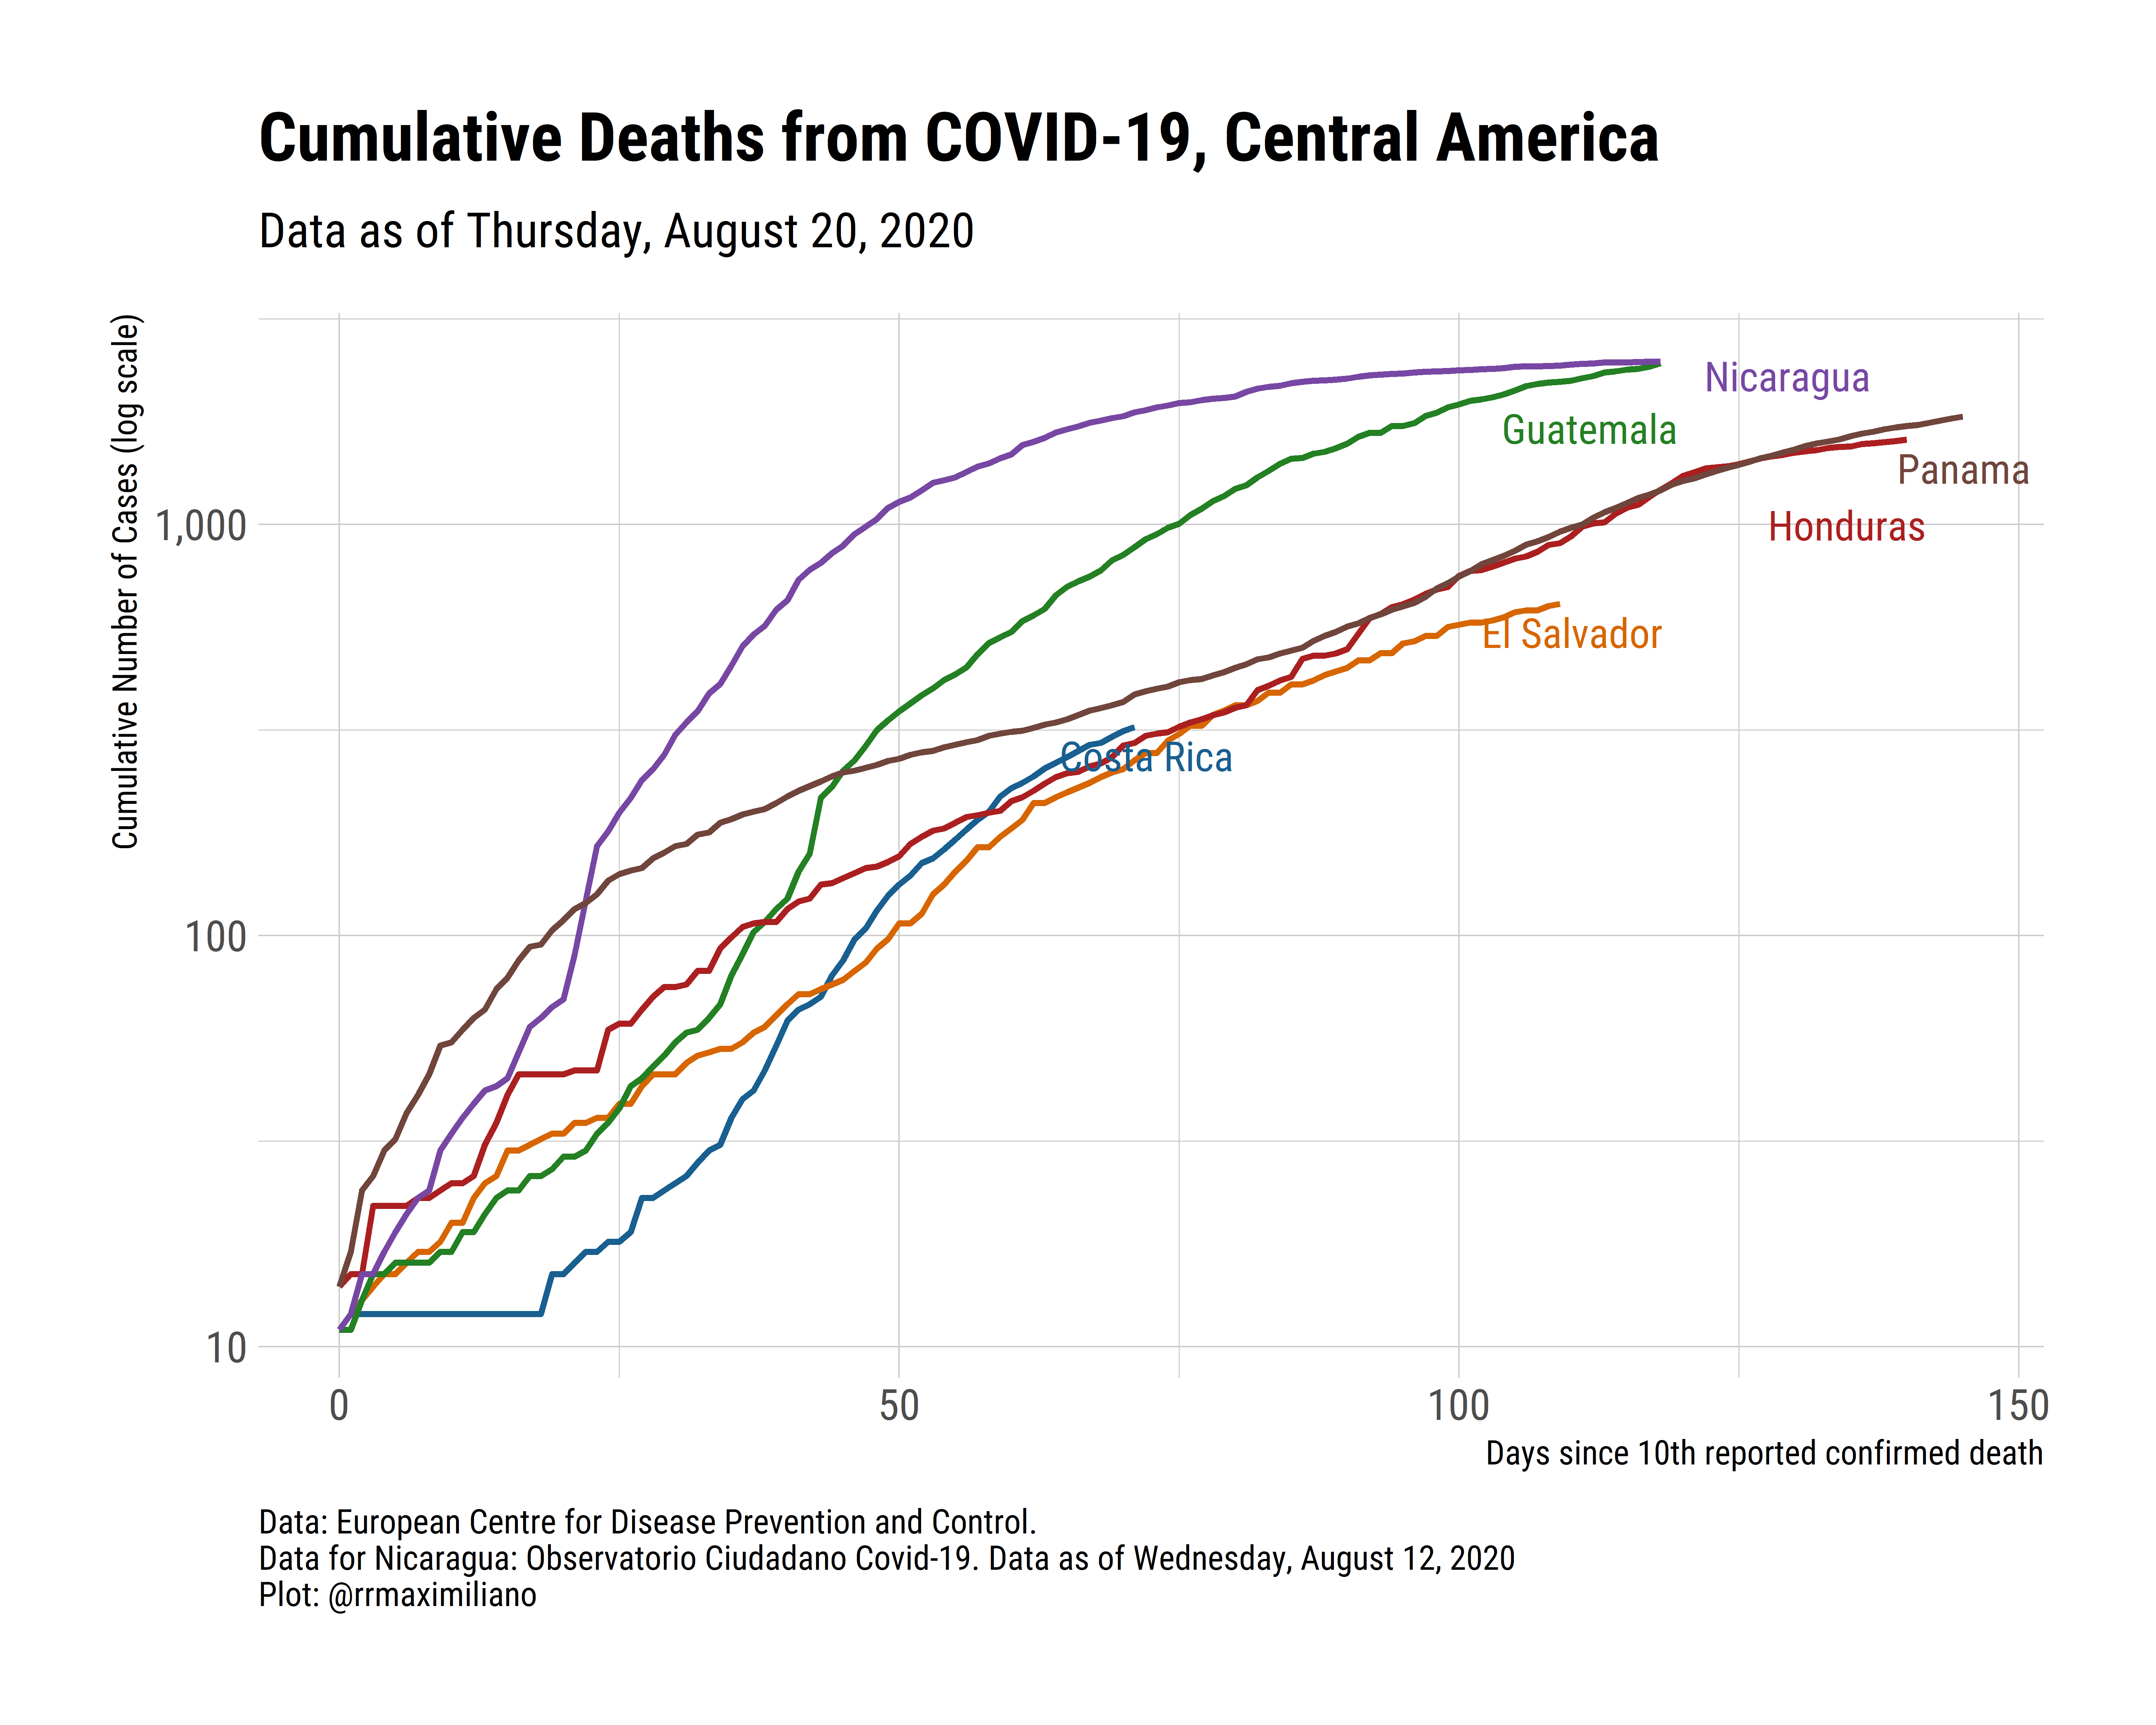 Cumulative Deaths from COVID-19, Central America
Data as of Thursday, August 20, 2020
Cumulative Number of Cases (log scale)
1,000
100
10
Nicaragua
Guatemala
Panama
Honduras
El Salvador
Costa Rica
0 50 100 150
Days since 10th reported confirmed death
Data: European Centre for Disease Prevention and Control.
Data for Nicaragua: Observatorio Ciudadano Covid-19. Data as of Wednesday, August 12, 2020
Plot: @rrmaximiliano